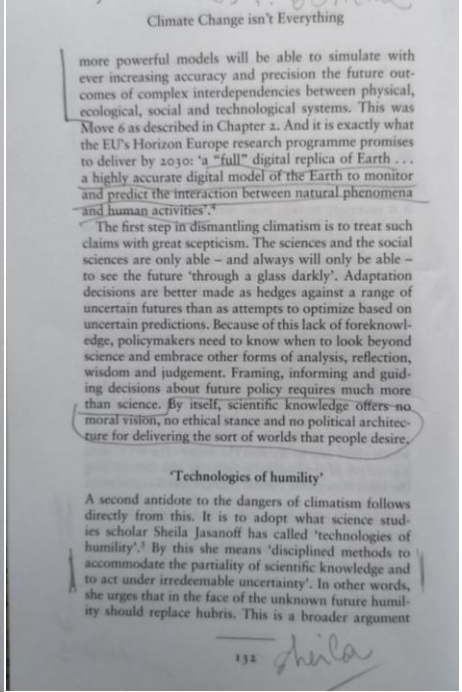 Climate Change isn't Everything
more powerful models will be able to simulate with
ever increasing accuracy and precision the future out-
comes of complex interdependencies between physical,
ecological, social and technological systems. This was
Move 6 as described in Chapter 2. And it is exactly what
the EU's Horizon Europe research programme promises
to deliver by 2030: 'a "full" digital replica of Earth . . .
a highly accurate digital model of the Earth to monitor
and predict the interaction between natural phenomena
and human activities'.4
The first step in dismantling climatism is to treat such
claims with great scepticism. The sciences and the social
sciences are only able – and always will only be able –
to see the future 'through a glass darkly'. Adaptation
decisions are better made as hedges against a range of
uncertain futures than as attempts to optimize based on
uncertain predictions. Because of this lack of foreknowl-
edge, policymakers need to know when to look beyond
science and embrace other forms of analysis, reflection,
wisdom and judgement. Framing, informing and guid-
ing decisions about future policy requires much more
than science. By itself, scientific knowledge offers no
moral vision, no ethical stance and no political architec-
ture for delivering the sort of worlds that people desire.
'Technologies of humility'
A second antidote to the dangers of climatism follows
directly from this. It is to adopt what science stud-
ies scholar Sheila Jasanoff has called 'technologies of
humility'.5 By this she means 'disciplined methods to
accommodate the partiality of scientific knowledge and
to act under irredeemable uncertainty'. In other words,
she urges that in the face of the unknown future humil-
ity should replace hubris. This is a broader argument
132 Sheila